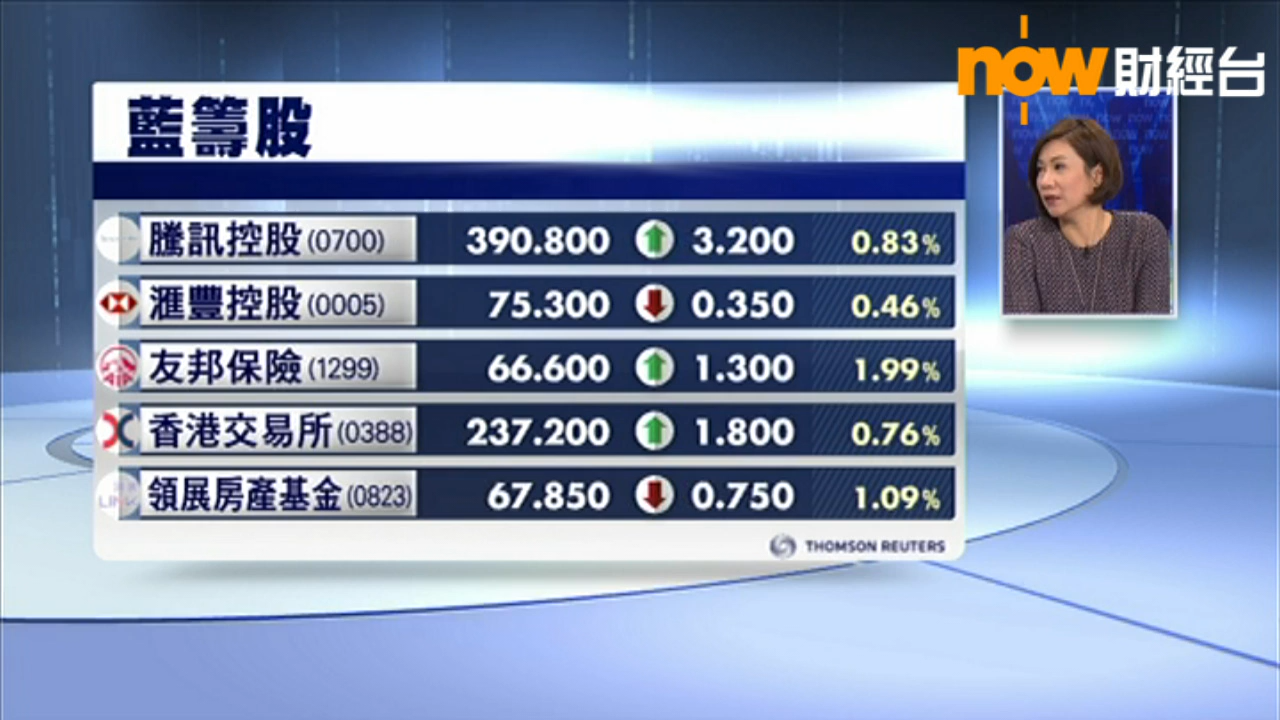 now財經台
藍籌股
騰訊控股(0700) 390.800 3.200 0.83%
滙豐控股(0005) 75.300 0.350 0.46%
友邦保險(1299) 66.600 1.300 1.99%
香港交易所(0388) 237.200 1.800 0.76%
領展房產基金(0823) 67.850 0.750 1.09%
THOMSON REUTERS